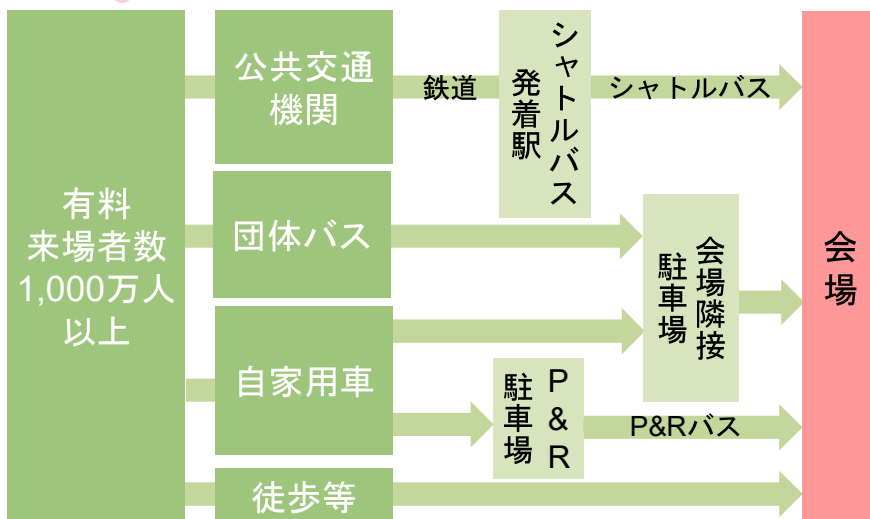 有料
来場者数
1,000万人
以上
公共交通
機関
鉄道
シャトルバス
発着駅
シャトルバス
団体バス
会場隣接
駐車場
自家用車
P&R
駐車場
P&Rバス
徒歩等
会場